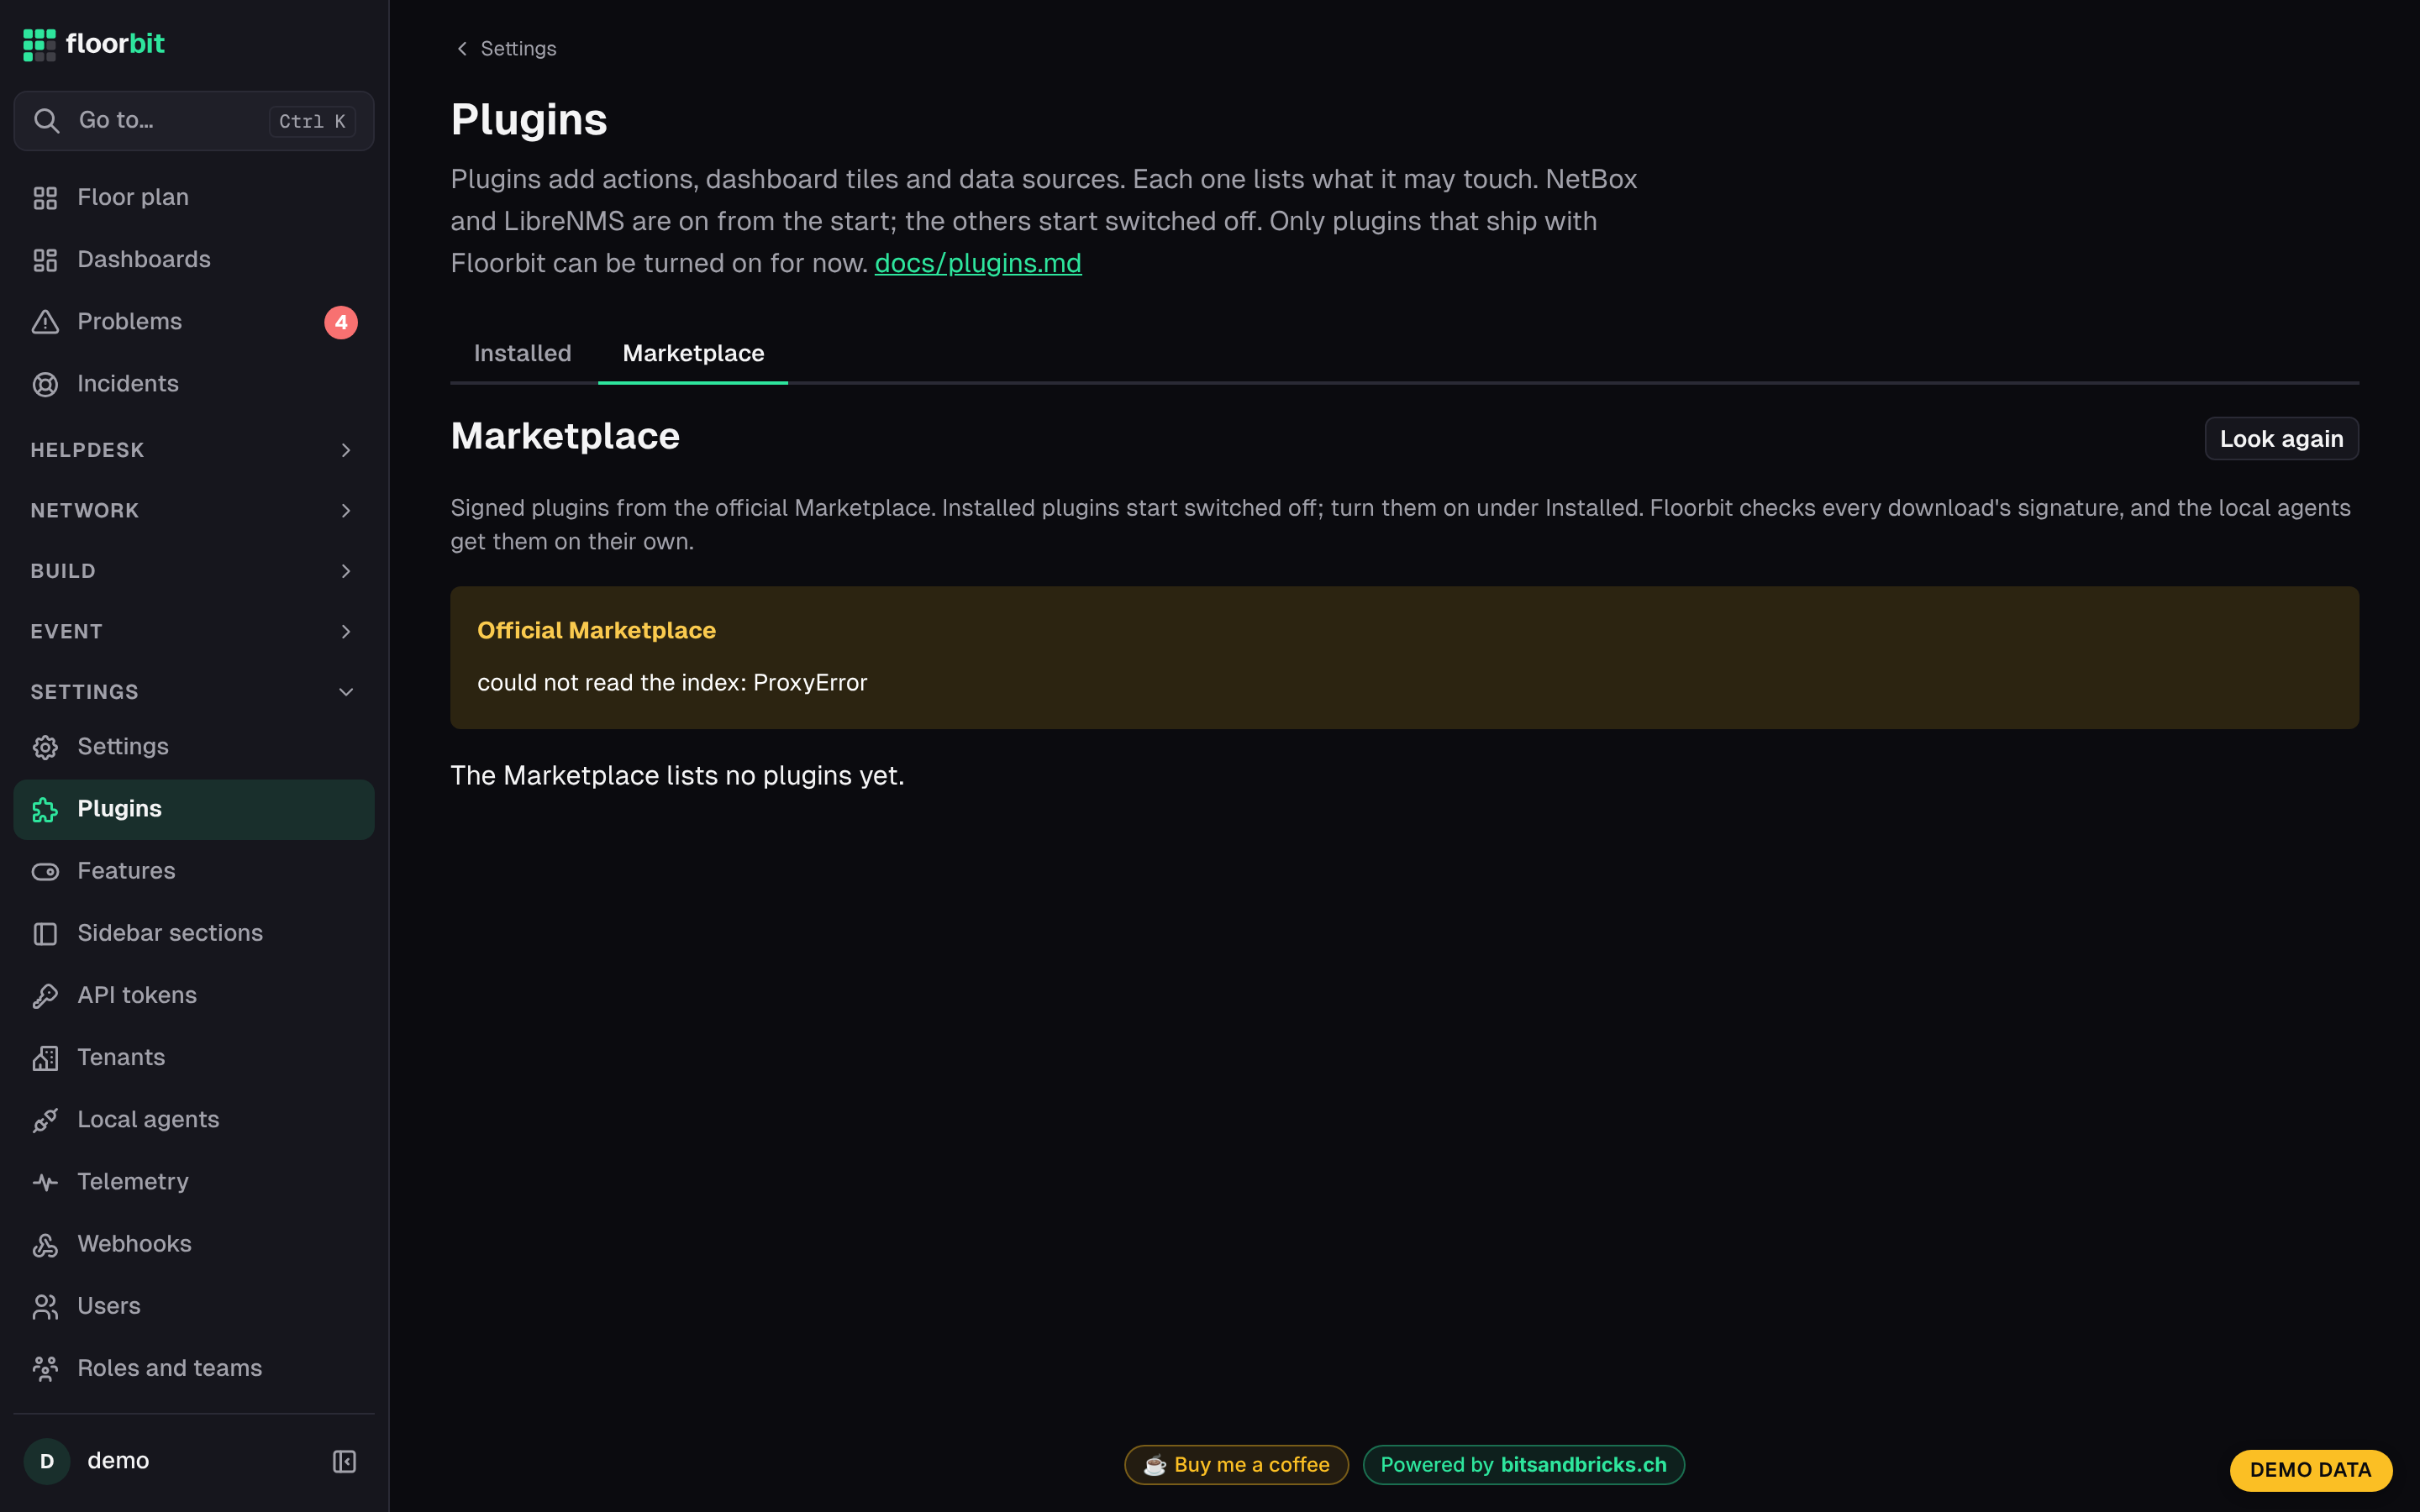 floorbit
Go to...
Ctrl K
Floor plan
Dashboards
Problems
4
Incidents
HELPDESK
NETWORK
BUILD
EVENT
SETTINGS
Settings
Plugins
Features
Sidebar sections
API tokens
Tenants
Local agents
Telemetry
Webhooks
Users
Roles and teams
D
demo
Settings
Plugins
Plugins add actions, dashboard tiles and data sources. Each one lists what it may touch. NetBox
and LibreNMS are on from the start; the others start switched off. Only plugins that ship with
Floorbit can be turned on for now. docs/plugins.md
Installed
Marketplace
Marketplace
Look again
Signed plugins from the official Marketplace. Installed plugins start switched off; turn them on under Installed. Floorbit checks every download's signature, and the local agents
get them on their own.
Official Marketplace
could not read the index: ProxyError
The Marketplace lists no plugins yet.
Buy me a coffee
Powered by bitsandbricks.ch
DEMO DATA